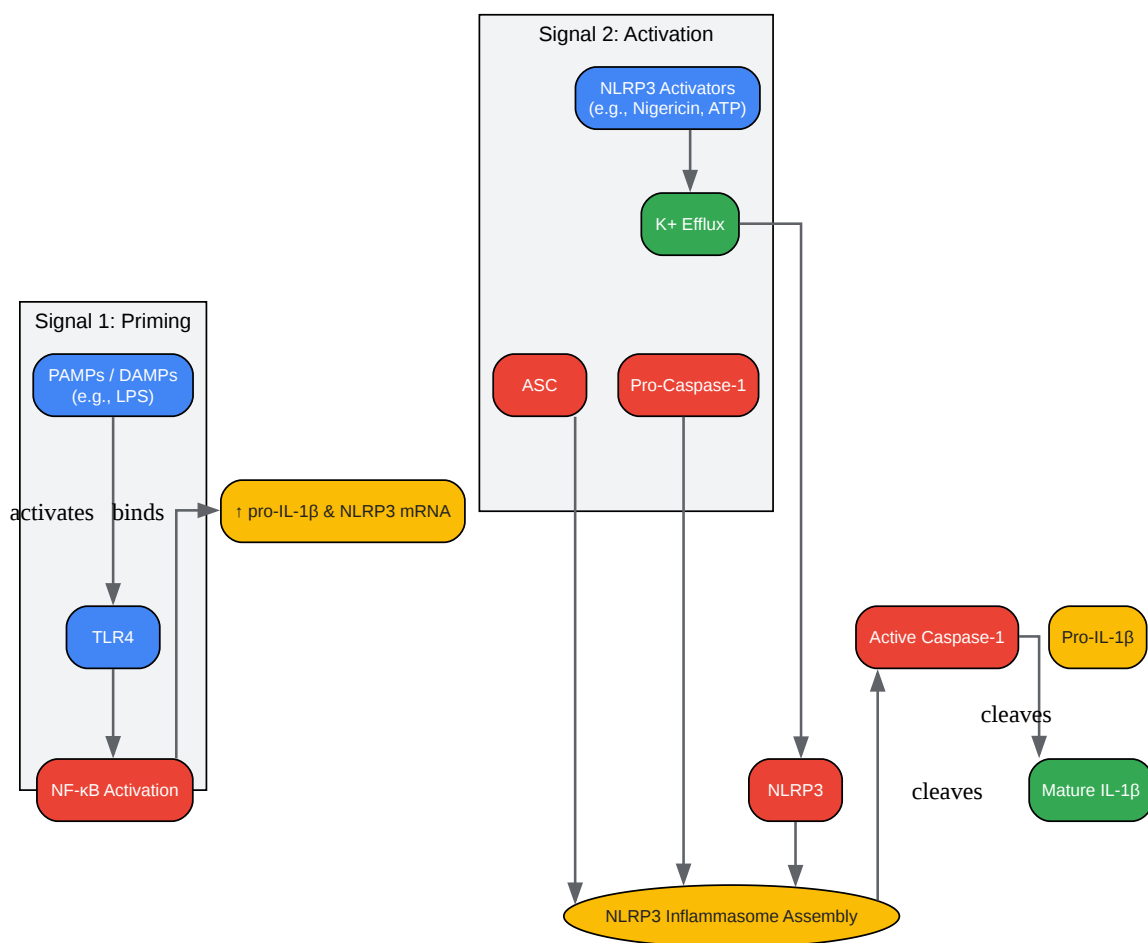 Signal 2: Activation
NLRP3 Activators
(e.g., Nigericin, ATP)
K+ Efflux
Signal 1: Priming
PAMPs / DAMPs
(e.g., LPS)
ASC
Pro-Caspase-1
activates
binds
↑ pro-IL-1β & NLRP3 mRNA
TLR4
Active Caspase-1
Pro-IL-1β
cleaves
NF-κB Activation
NLRP3
cleaves
Mature IL-1β
NLRP3 Inflammasome Assembly